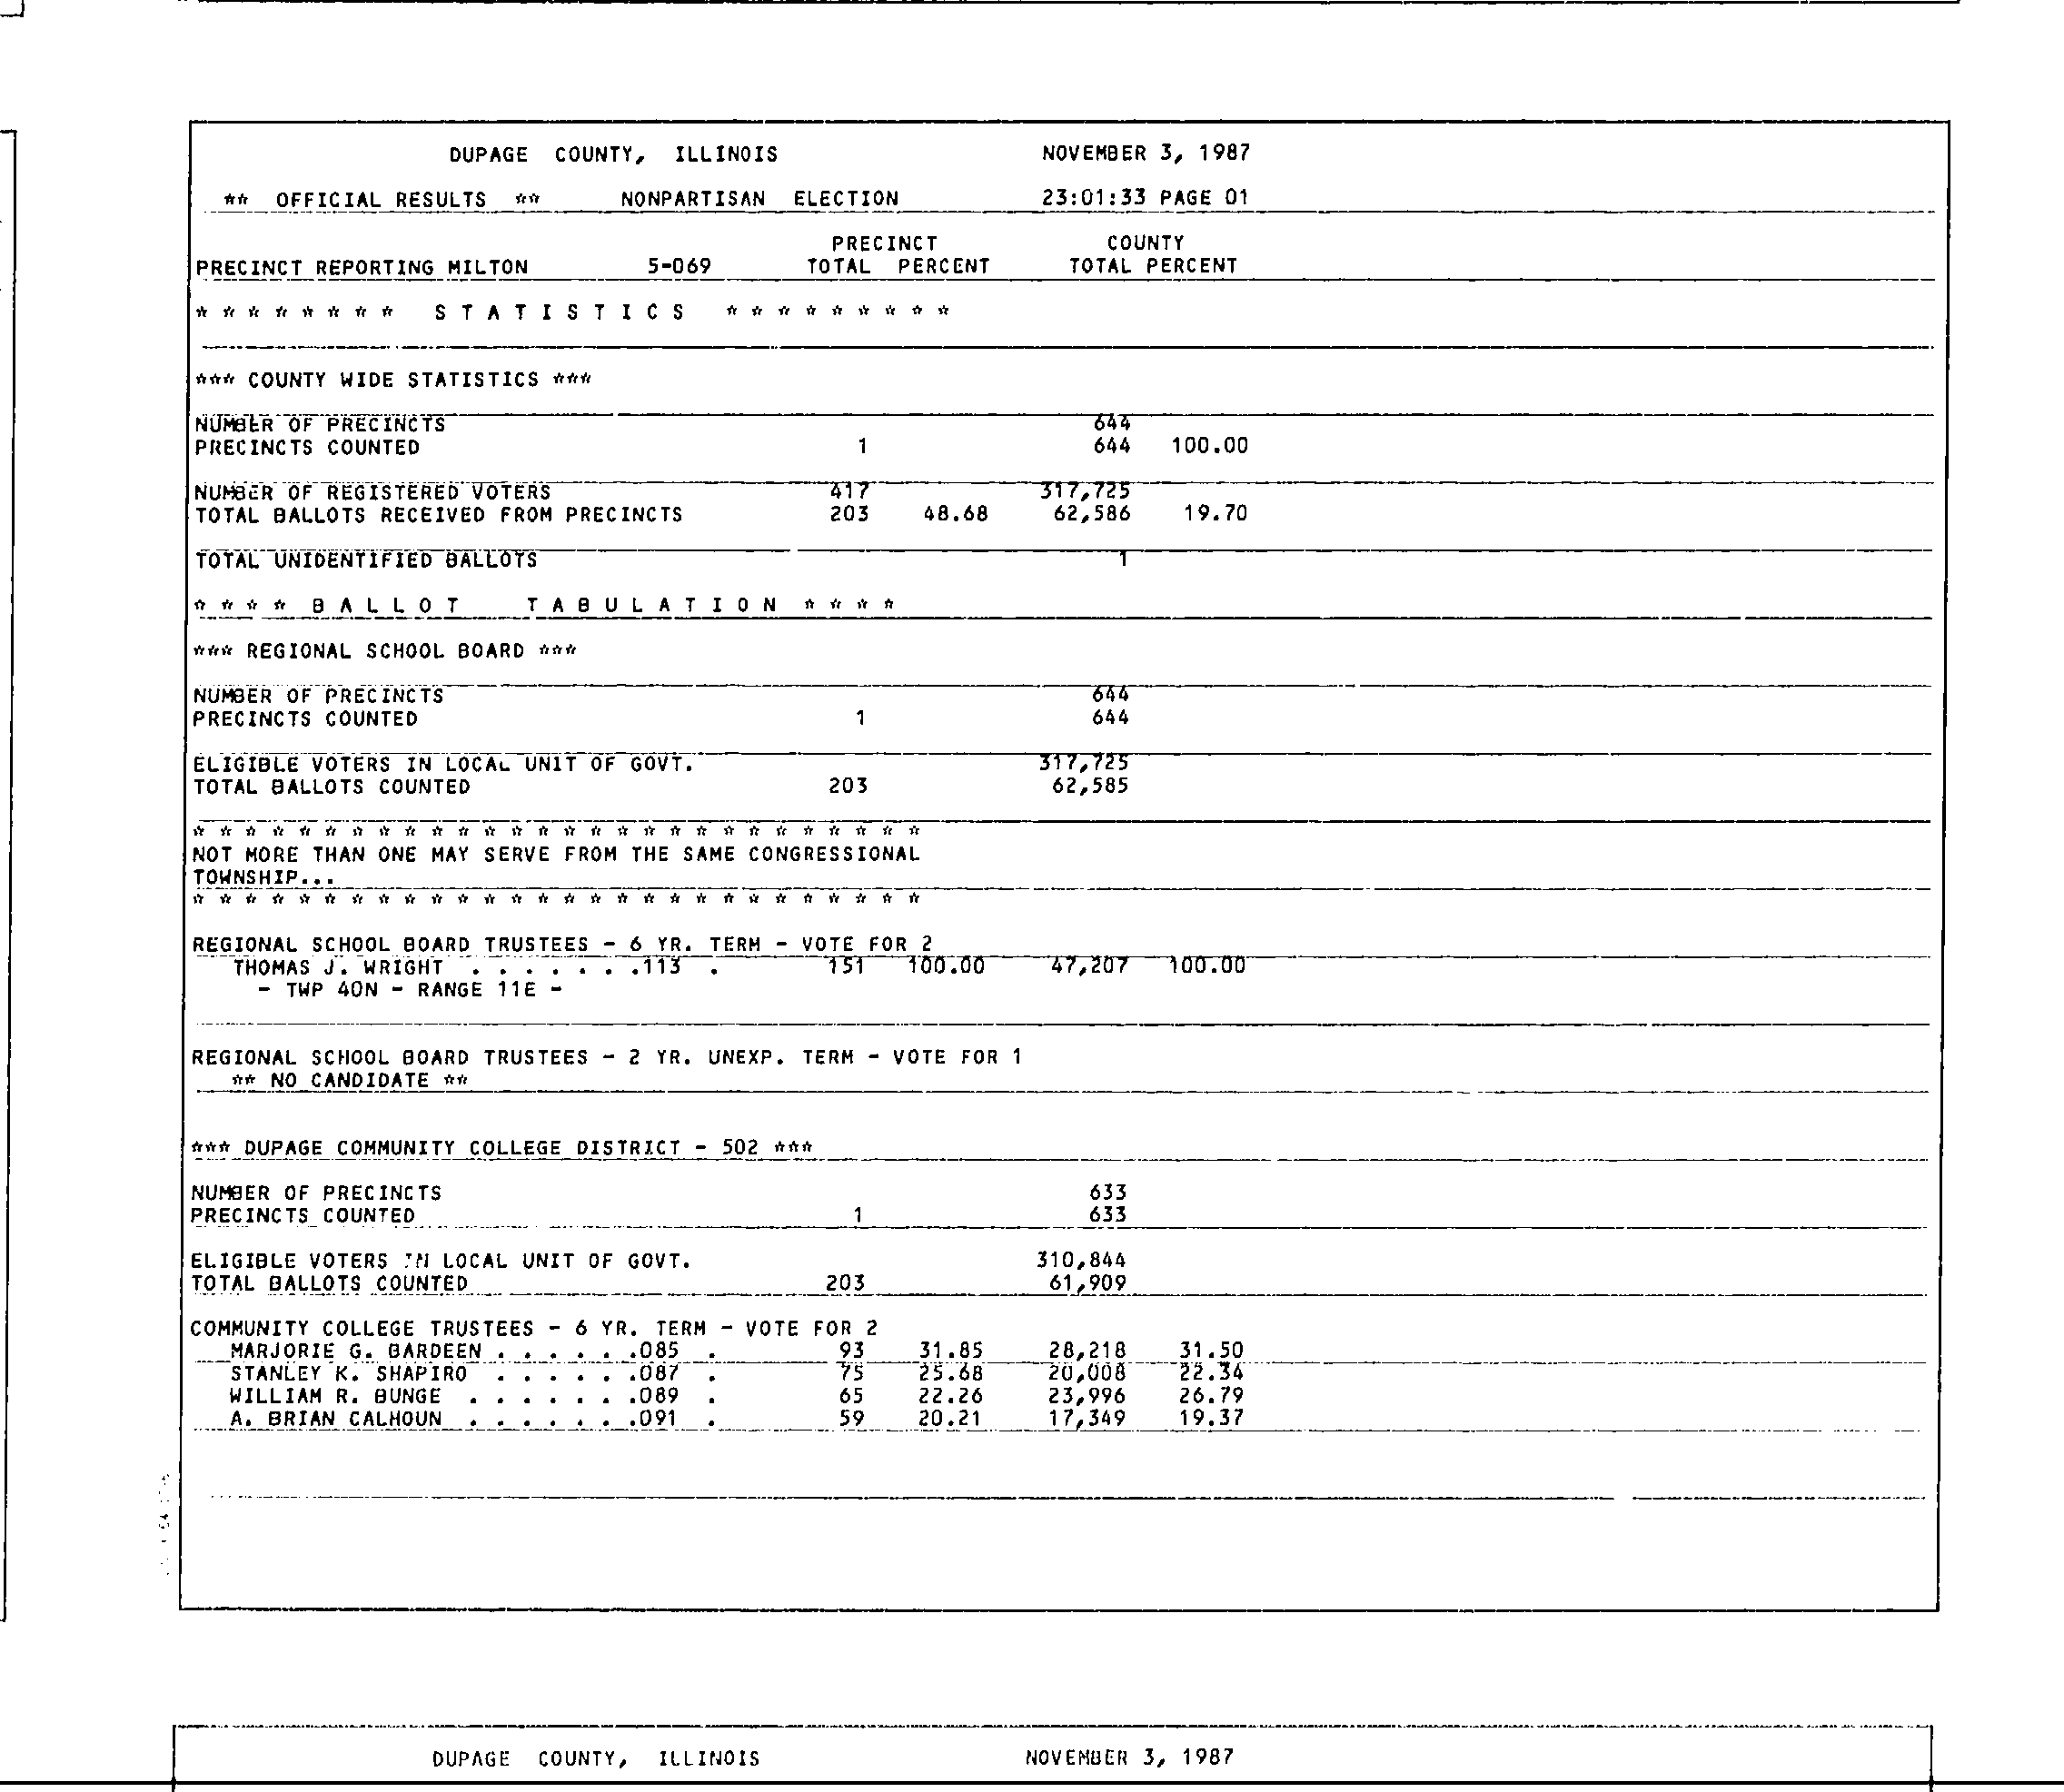 DUPAGE COUNTY, ILLINOIS NOVEMBER 3, 1987
** OFFICIAL RESULTS ** NONPARTISAN ELECTION 23:01:33 PAGE 01
PRECINCT COUNTY
PRECINCT REPORTING MILTON 5-069 TOTAL PERCENT TOTAL PERCENT
* * * * * * * * S T A T I S T I C S * * * * * * * * *
*** COUNTY WIDE STATISTICS ***
NUMBER OF PRECINCTS 644
PRECINCTS COUNTED 1 644 100.00
NUMBER OF REGISTERED VOTERS 417 317,725
TOTAL BALLOTS RECEIVED FROM PRECINCTS 203 48.68 62,586 19.70
TOTAL UNIDENTIFIED BALLOTS 1
* * * * B A L L O T T A B U L A T I O N * * * *
*** REGIONAL SCHOOL BOARD ***
NUMBER OF PRECINCTS 644
PRECINCTS COUNTED 1 644
ELIGIBLE VOTERS IN LOCAL UNIT OF GOVT. 317,725
TOTAL BALLOTS COUNTED 203 62,585
* * * * * * * * * * * * * * * * * * * * * * * * * * * *
NOT MORE THAN ONE MAY SERVE FROM THE SAME CONGRESSIONAL
TOWNSHIP...
* * * * * * * * * * * * * * * * * * * * * * * * * * * *
REGIONAL SCHOOL BOARD TRUSTEES - 6 YR. TERM - VOTE FOR 2
THOMAS J. WRIGHT . . . . . . .113 . 151 100.00 47,207 100.00
- TWP 40N - RANGE 11E -
REGIONAL SCHOOL BOARD TRUSTEES - 2 YR. UNEXP. TERM - VOTE FOR 1
** NO CANDIDATE **
*** DUPAGE COMMUNITY COLLEGE DISTRICT - 502 ***
NUMBER OF PRECINCTS 633
PRECINCTS COUNTED 1 633
ELIGIBLE VOTERS IN LOCAL UNIT OF GOVT. 310,844
TOTAL BALLOTS COUNTED 203 61,909
COMMUNITY COLLEGE TRUSTEES - 6 YR. TERM - VOTE FOR 2
MARJORIE G. BARDEEN . . . . . .085 . 93 31.85 28,218 31.50
STANLEY K. SHAPIRO . . . . . .087 . 75 25.68 20,008 22.34
WILLIAM R. BUNGE . . . . . . .089 . 65 22.26 23,996 26.79
A. BRIAN CALHOUN . . . . . . .091 . 59 20.21 17,349 19.37
DUPAGE COUNTY, ILLINOIS NOVEMBER 3, 1987